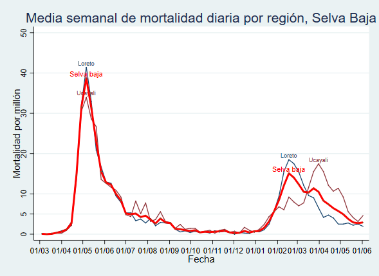 Media semanal de mortalidad diaria por región, Selva Baja
Mortalidad por millón
50
40
30
20
10
0
Loreto
Selva baja
Ucayali
Loreto
Ucayali
Selva baja
01/03 01/04 01/05 01/06 01/07 01/08 01/09 01/10 01/11 01/12 01/01 01/02 01/03 01/04 01/05 01/06
Fecha